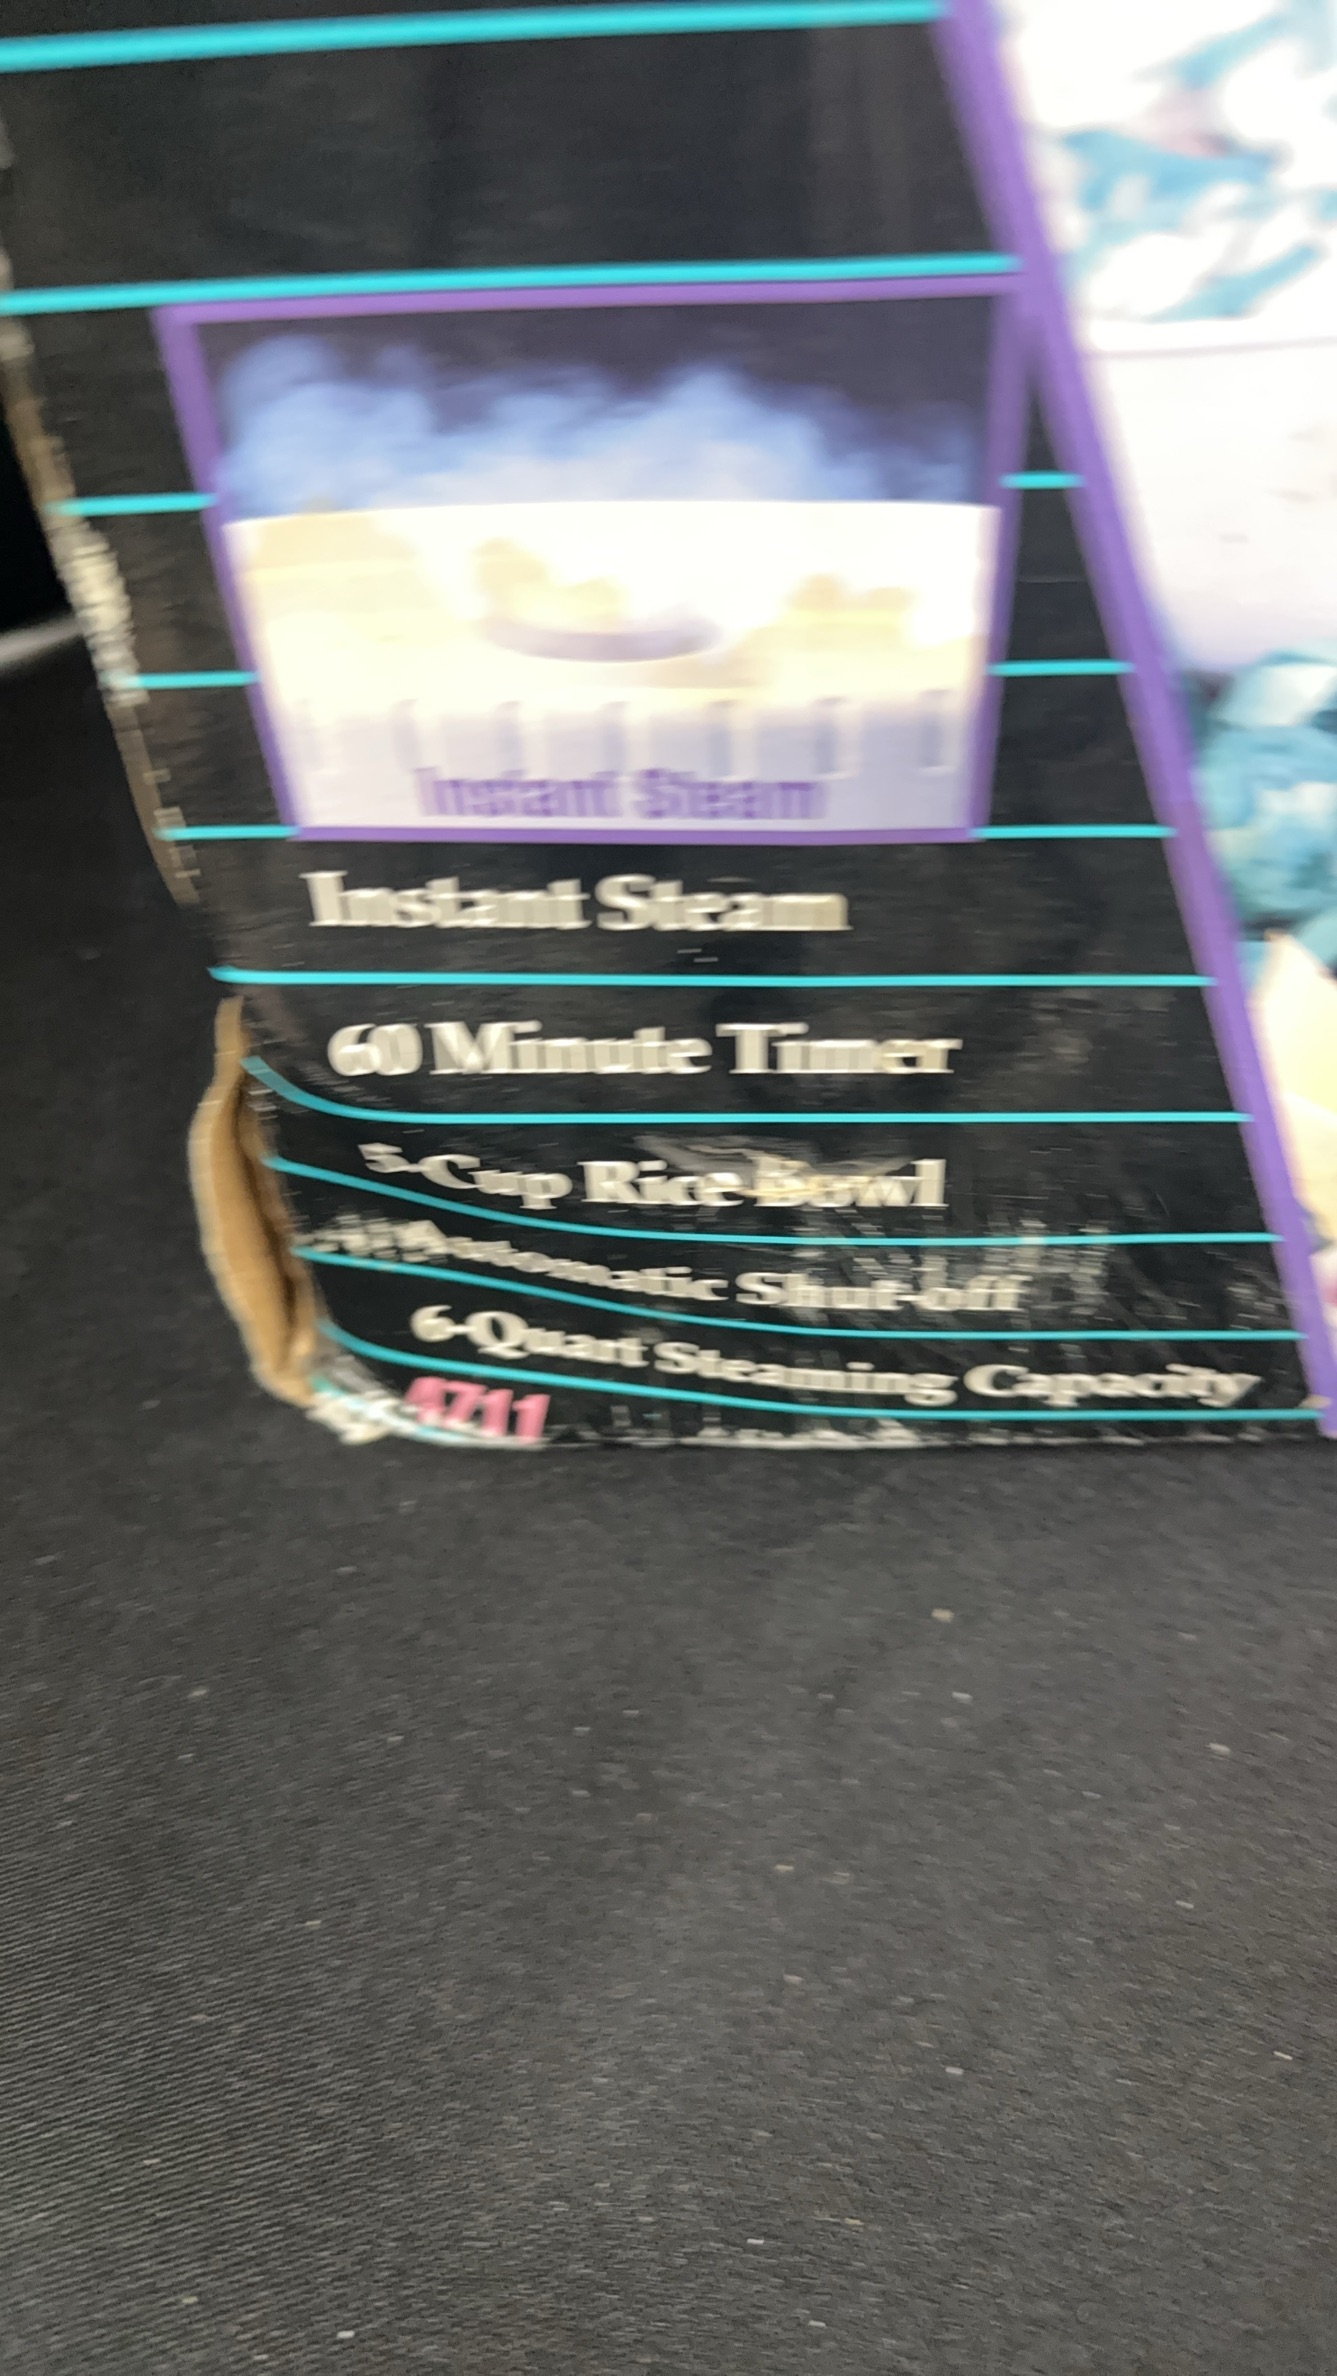 Instant Steam
Instant Steam
60 Minute Timer
5-Cup Rice Bowl
Automatic Shut-off
6-Quart Steaming Capacity
4711